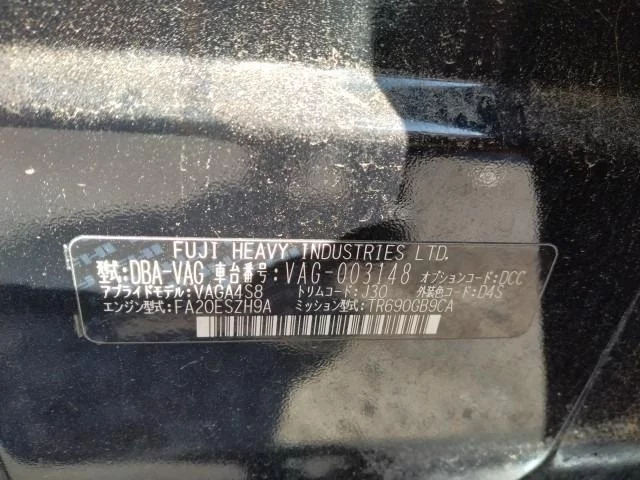 FUJI HEAVY INDUSTRIES LTD.
型式:DBA-VAG 車台番号:VAG-003148 オプションコード:DCC
アプライドモデル:VAGA4S8 トリムコード:J30 外装色コード:D4S
エンジン型式:FA20ESZH9A ミッション型式:TR690GB9CA